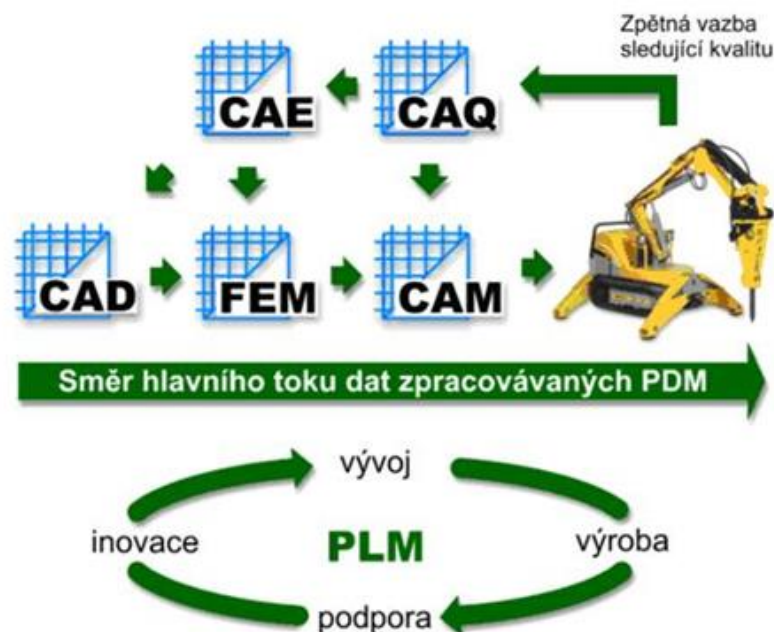 Zpětná vazba
sledující kvalitu
CAE
CAQ
CAD
FEM
CAM
Směr hlavního toku dat zpracovávaných PDM
vývoj
inovace
PLM
výroba
podpora